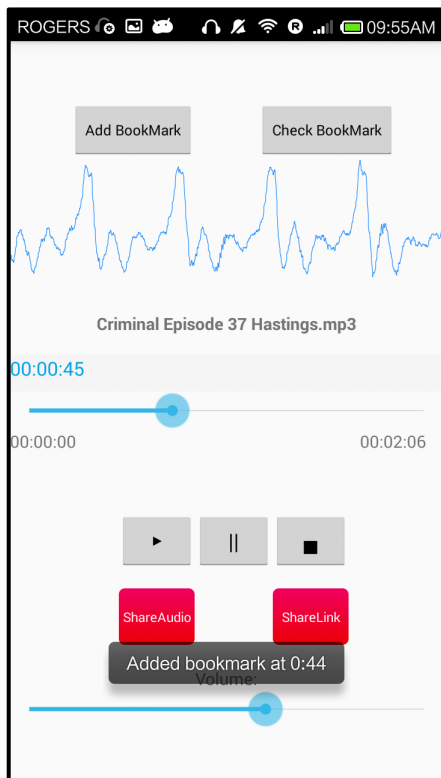 ROGERS 09:55AM
Add BookMark Check BookMark
Criminal Episode 37 Hastings.mp3
00:00:45
00:00:00 00:02:06
ShareAudio ShareLink
Added bookmark at 0:44
Volume: